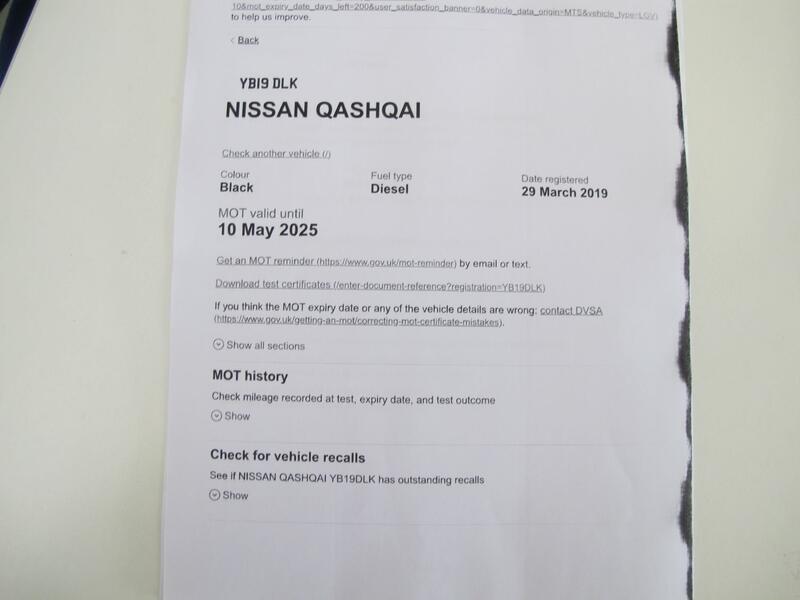 10&mot_expiry_date_days_left=200&user_satisfaction_banner=0&vehicle_data_origin=MTS&vehicle_type=LGV)
to help us improve.
Back
YB19 DLK
NISSAN QASHQAI
Check another vehicle (/)
Colour Fuel type Date registered
Black Diesel 29 March 2019
MOT valid until
10 May 2025
Get an MOT reminder (https://www.gov.uk/mot-reminder) by email or text.
Download test certificates (/enter-document-reference?registration=YB19DLK)
If you think the MOT expiry date or any of the vehicle details are wrong: contact DVSA
(https://www.gov.uk/getting-an-mot/correcting-mot-certificate-mistakes).
Show all sections
MOT history
Check mileage recorded at test, expiry date, and test outcome
Show
Check for vehicle recalls
See if NISSAN QASHQAI YB19DLK has outstanding recalls
Show